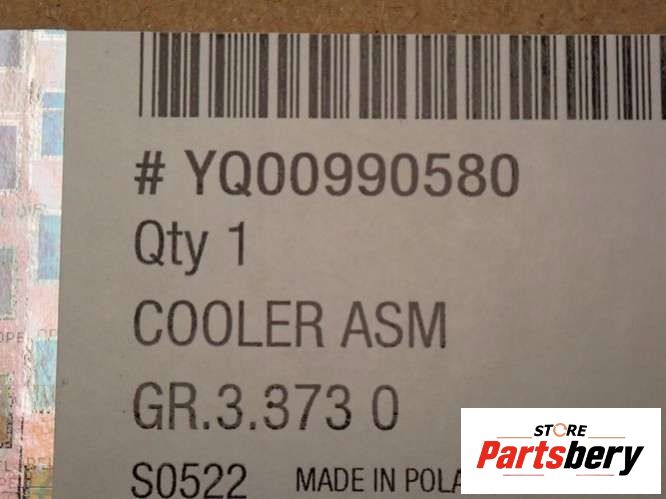 # YQ00990580
Qty 1
COOLER ASM
GR.3.373 0
S0522 MADE IN POLA
STORE
Partsbery